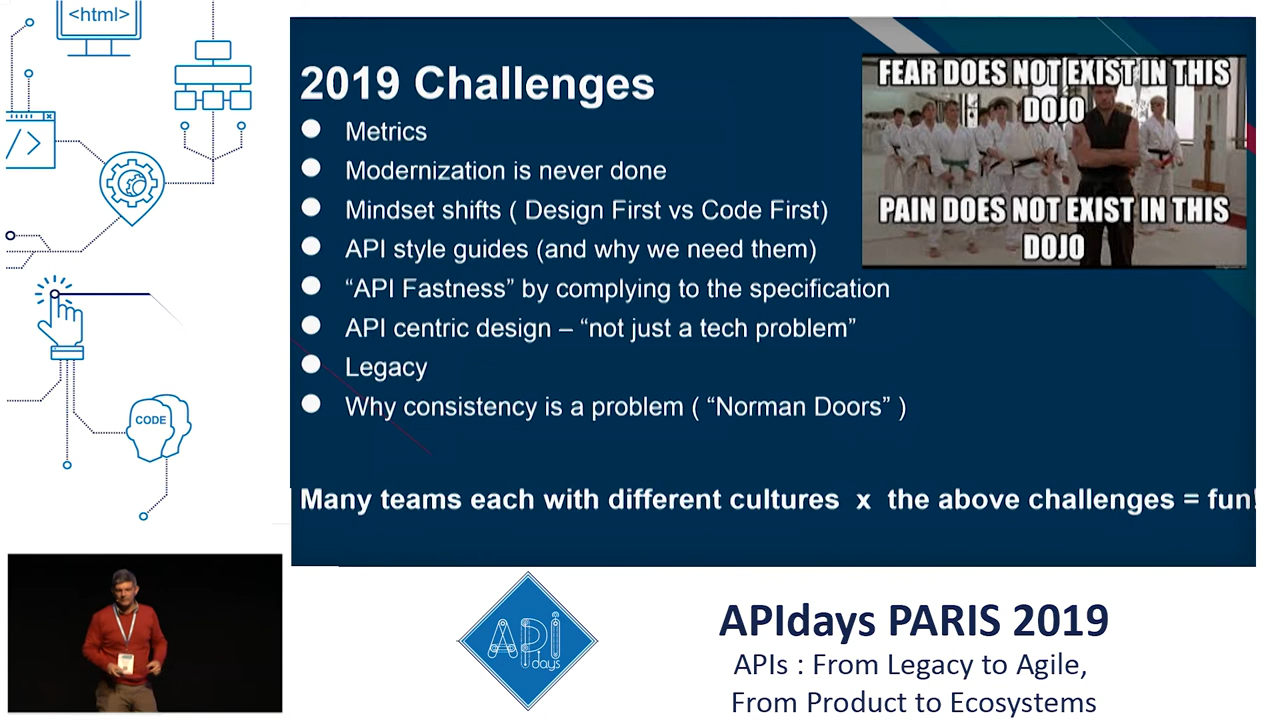 <html>
</>
CODE
2019 Challenges
Metrics
Modernization is never done
Mindset shifts ( Design First vs Code First)
API style guides (and why we need them)
“API Fastness” by complying to the specification
API centric design – “not just a tech problem”
Legacy
Why consistency is a problem ( “Norman Doors” )
Many teams each with different cultures x the above challenges = fun!
FEAR DOES NOT EXIST IN THIS
DOJO
PAIN DOES NOT EXIST IN THIS
DOJO
API
days
APIdays PARIS 2019
APIs : From Legacy to Agile,
From Product to Ecosystems